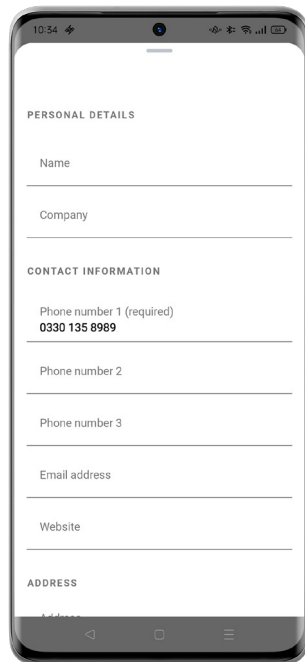 10:34
PERSONAL DETAILS
Name
Company
CONTACT INFORMATION
Phone number 1 (required)
0330 135 8989
Phone number 2
Phone number 3
Email address
Website
ADDRESS
Address